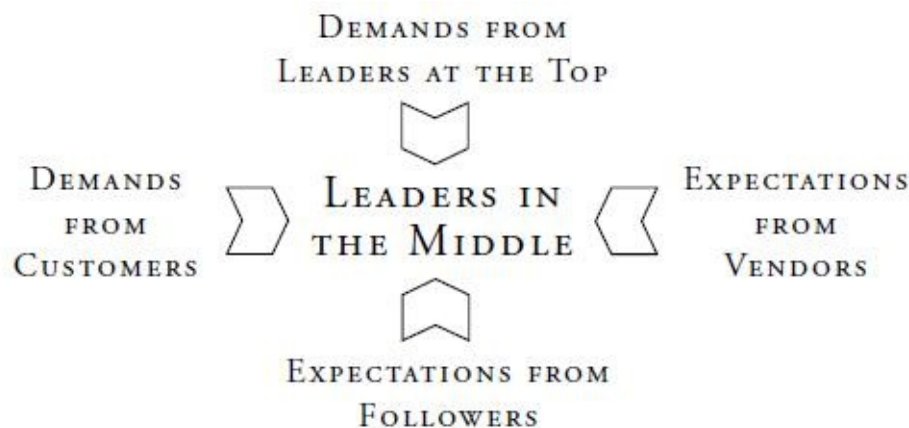 Demands from
Leaders at the Top
Demands
from
Customers
Leaders in
the Middle
Expectations
from
Vendors
Expectations from
Followers